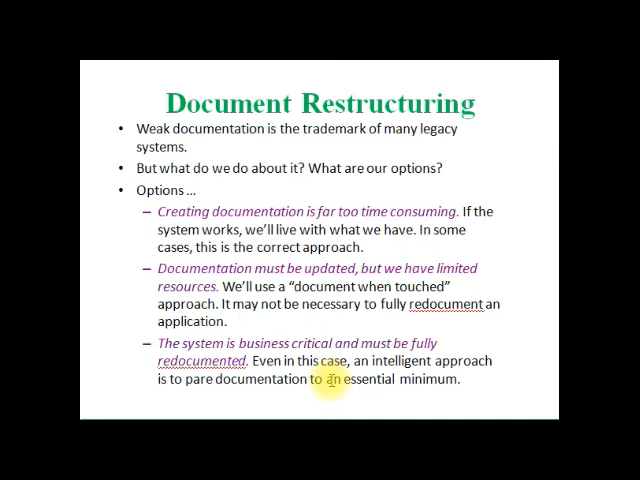 Document Restructuring
• Weak documentation is the trademark of many legacy
systems.
• But what do we do about it? What are our options?
• Options ...
– Creating documentation is far too time consuming. If the
system works, we'll live with what we have. In some
cases, this is the correct approach.
– Documentation must be updated, but we have limited
resources. We'll use a “document when touched”
approach. It may not be necessary to fully redocument an
application.
– The system is business critical and must be fully
redocumented. Even in this case, an intelligent approach
is to pare documentation to an essential minimum.